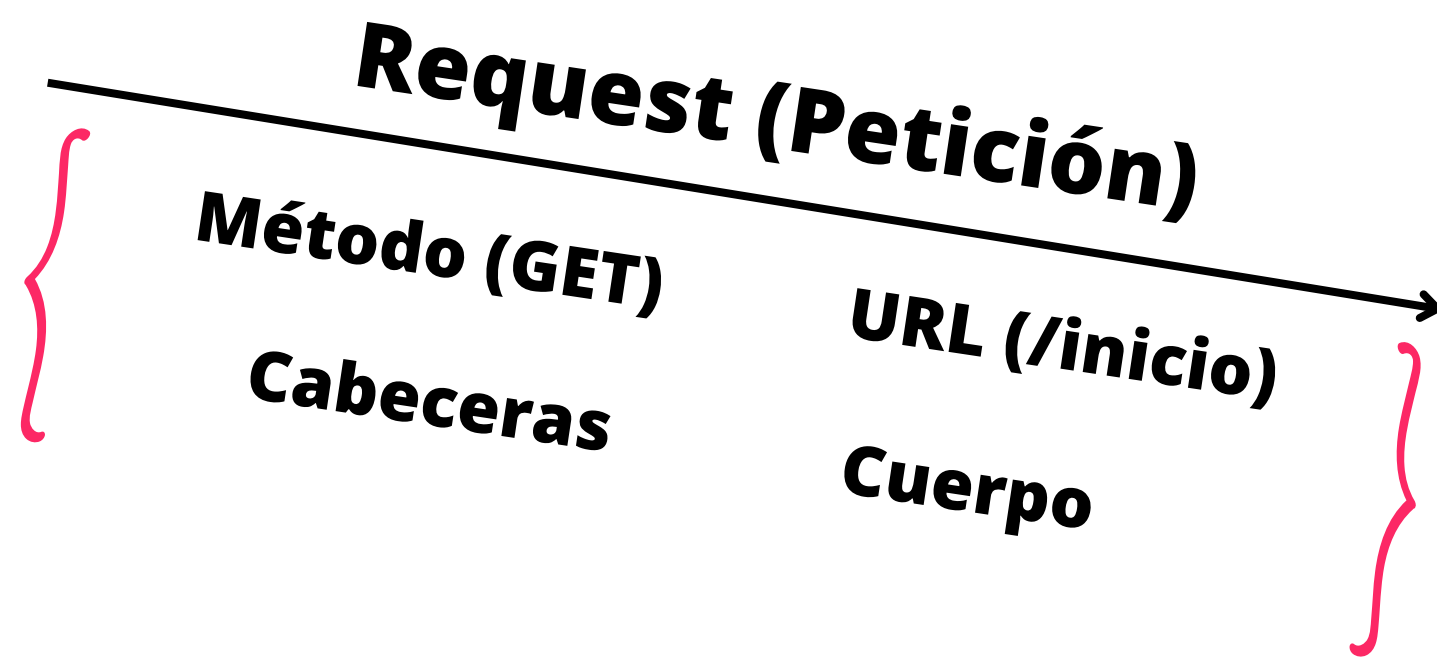 Request (Petición)
Método (GET)
URL (/inicio)
Cabeceras
Cuerpo